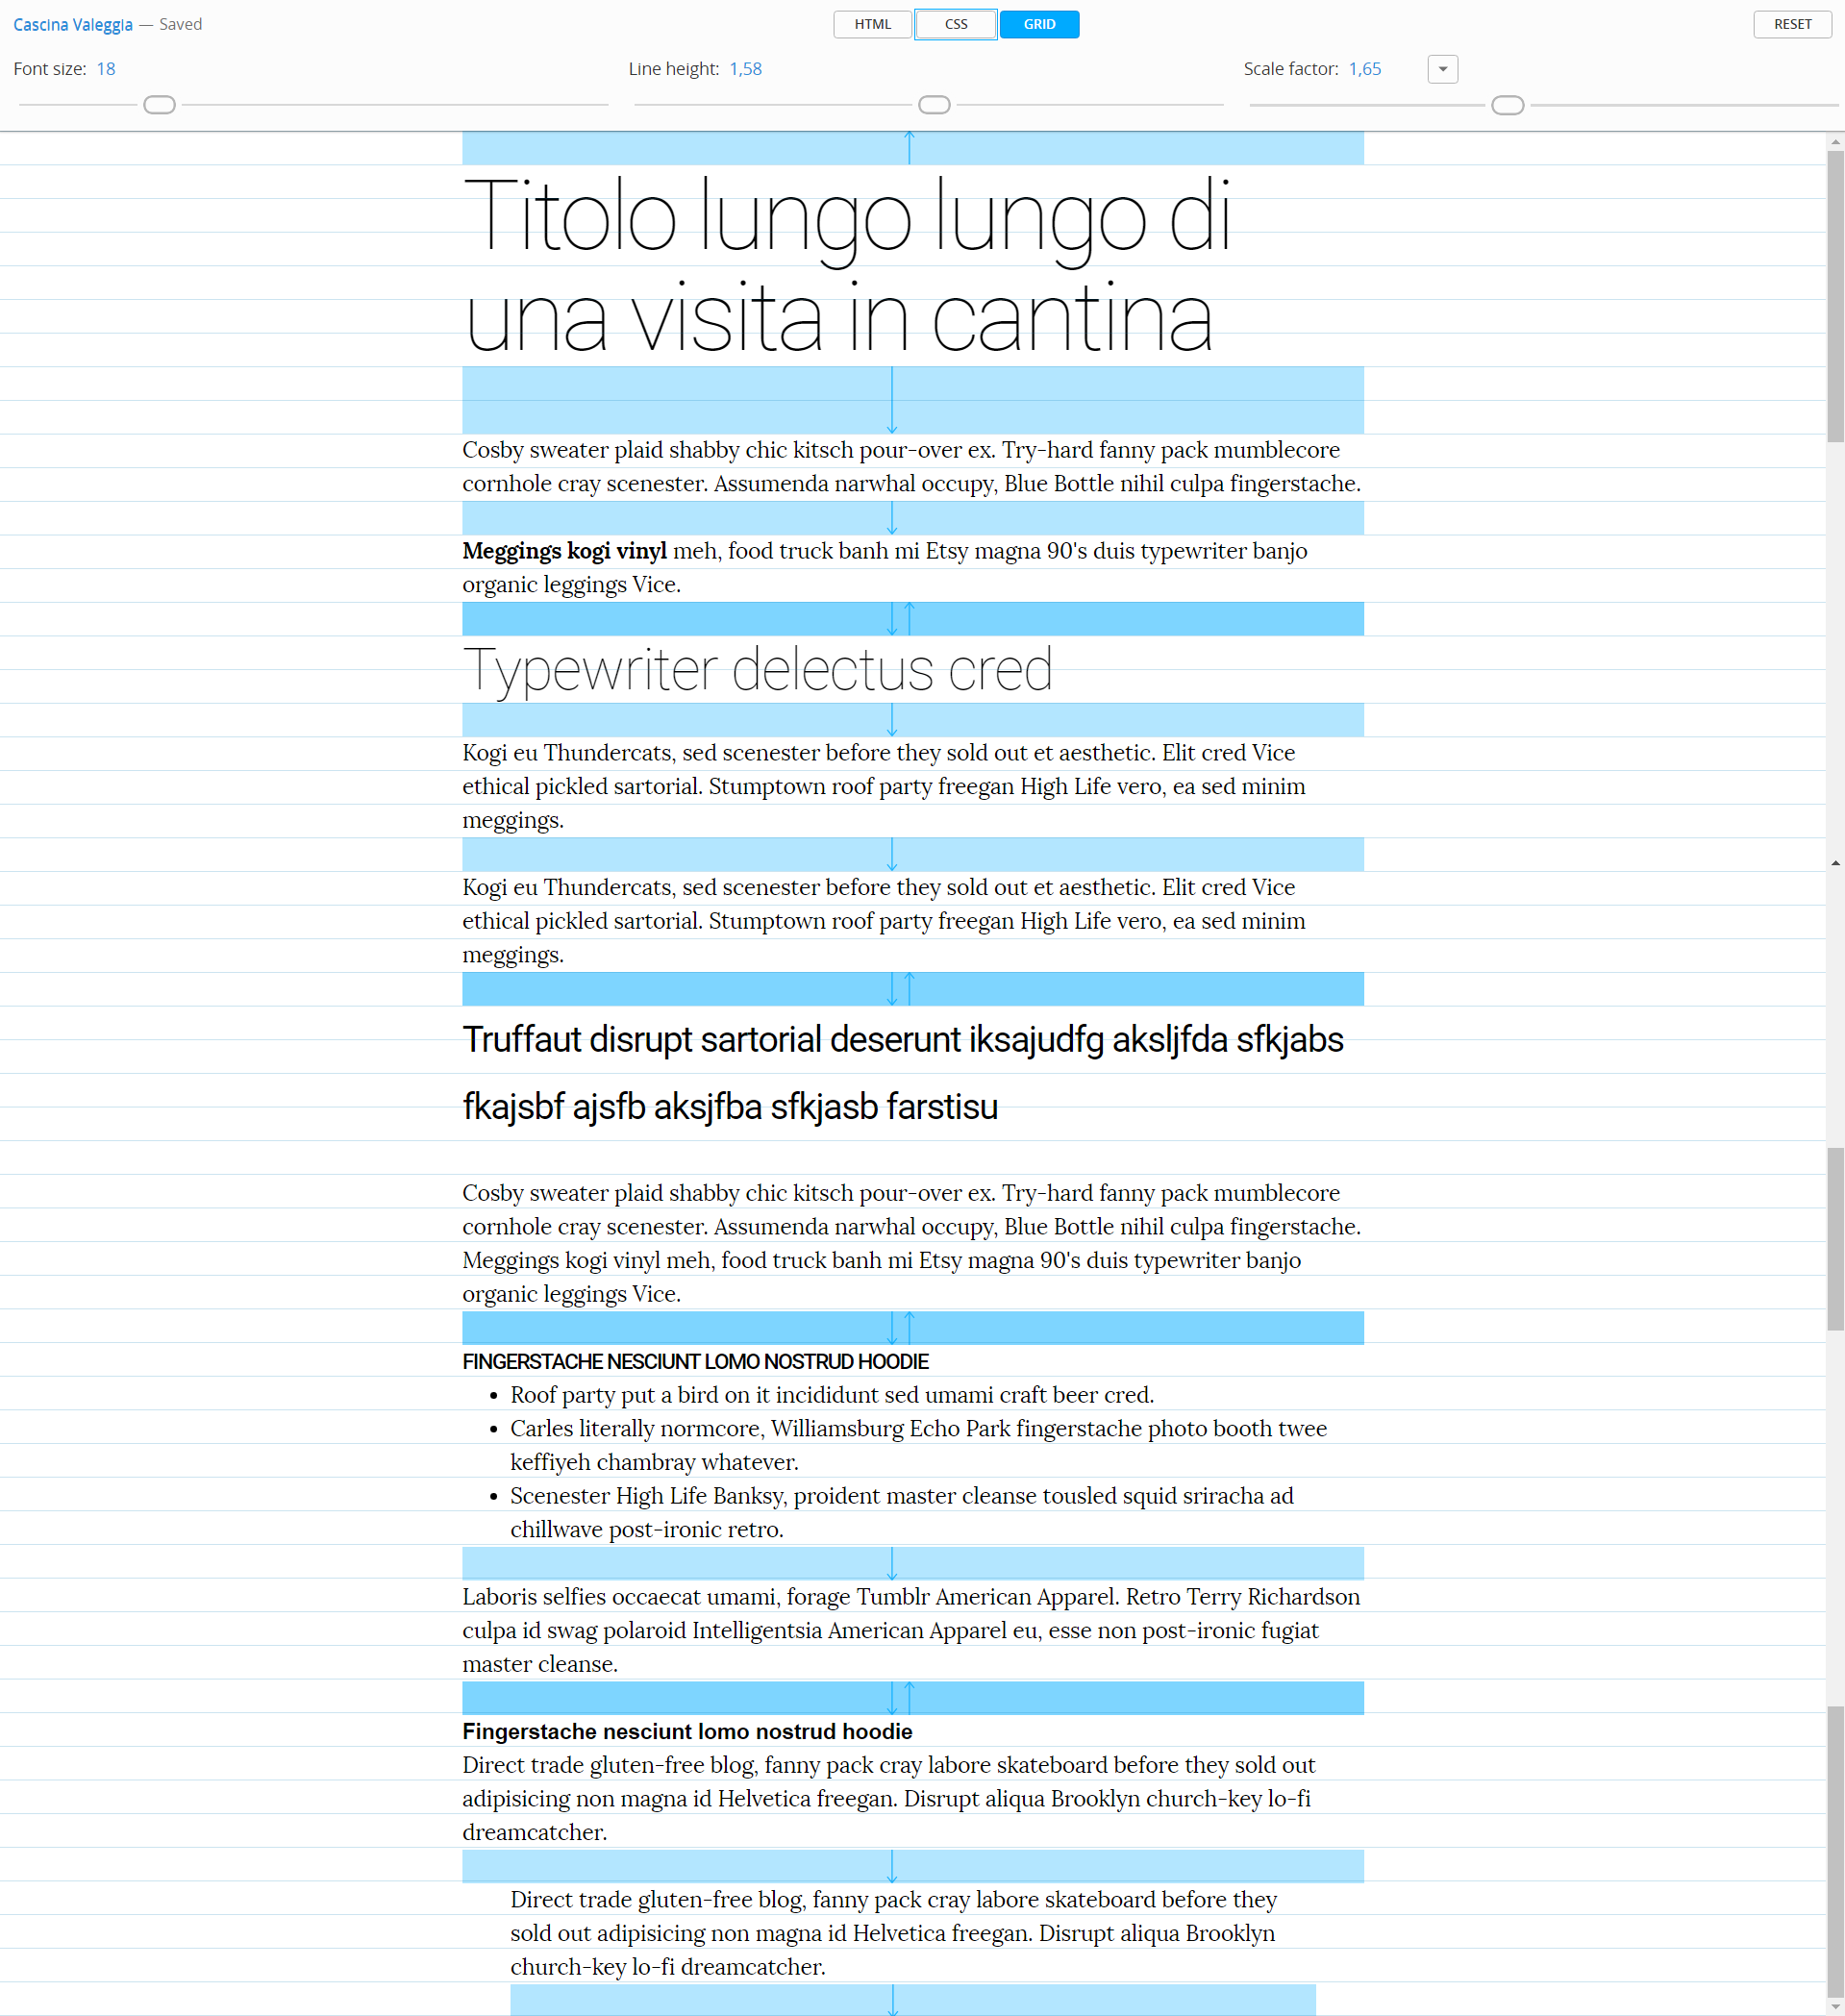 Cascina Valeggia — Saved
HTML
CSS
GRID
RESET
Font size: 18
Line height: 1,58
Scale factor: 1,65
Titolo lungo lungo di
una visita in cantina
Cosby sweater plaid shabby chic kitsch pour-over ex. Try-hard fanny pack mumblecore
cornhole cray scenester. Assumenda narwhal occupy, Blue Bottle nihil culpa fingerstache.
Meggings kogi vinyl meh, food truck banh mi Etsy magna 90's duis typewriter banjo
organic leggings Vice.
Typewriter delectus cred
Kogi eu Thundercats, sed scenester before they sold out et aesthetic. Elit cred Vice
ethical pickled sartorial. Stumptown roof party freegan High Life vero, ea sed minim
meggings.
Kogi eu Thundercats, sed scenester before they sold out et aesthetic. Elit cred Vice
ethical pickled sartorial. Stumptown roof party freegan High Life vero, ea sed minim
meggings.
Truffaut disrupt sartorial deserunt iksajudfg aksljfda sfkjabs
fkajsbf ajsfb aksjfba sfkjasb farstisu
Cosby sweater plaid shabby chic kitsch pour-over ex. Try-hard fanny pack mumblecore
cornhole cray scenester. Assumenda narwhal occupy, Blue Bottle nihil culpa fingerstache.
Meggings kogi vinyl meh, food truck banh mi Etsy magna 90's duis typewriter banjo
organic leggings Vice.
FINGERSTACHE NESCIUNT LOMO NOSTRUD HOODIE
• Roof party put a bird on it incididunt sed umami craft beer cred.
• Carles literally normcore, Williamsburg Echo Park fingerstache photo booth twee
keffiyeh chambray whatever.
• Scenester High Life Banksy, proident master cleanse tousled squid sriracha ad
chillwave post-ironic retro.
Laboris selfies occaecat umami, forage Tumblr American Apparel. Retro Terry Richardson
culpa id swag polaroid Intelligentsia American Apparel eu, esse non post-ironic fugiat
master cleanse.
Fingerstache nesciunt lomo nostrud hoodie
Direct trade gluten-free blog, fanny pack cray labore skateboard before they sold out
adipisicing non magna id Helvetica freegan. Disrupt aliqua Brooklyn church-key lo-fi
dreamcatcher.
Direct trade gluten-free blog, fanny pack cray labore skateboard before they
sold out adipisicing non magna id Helvetica freegan. Disrupt aliqua Brooklyn
church-key lo-fi dreamcatcher.